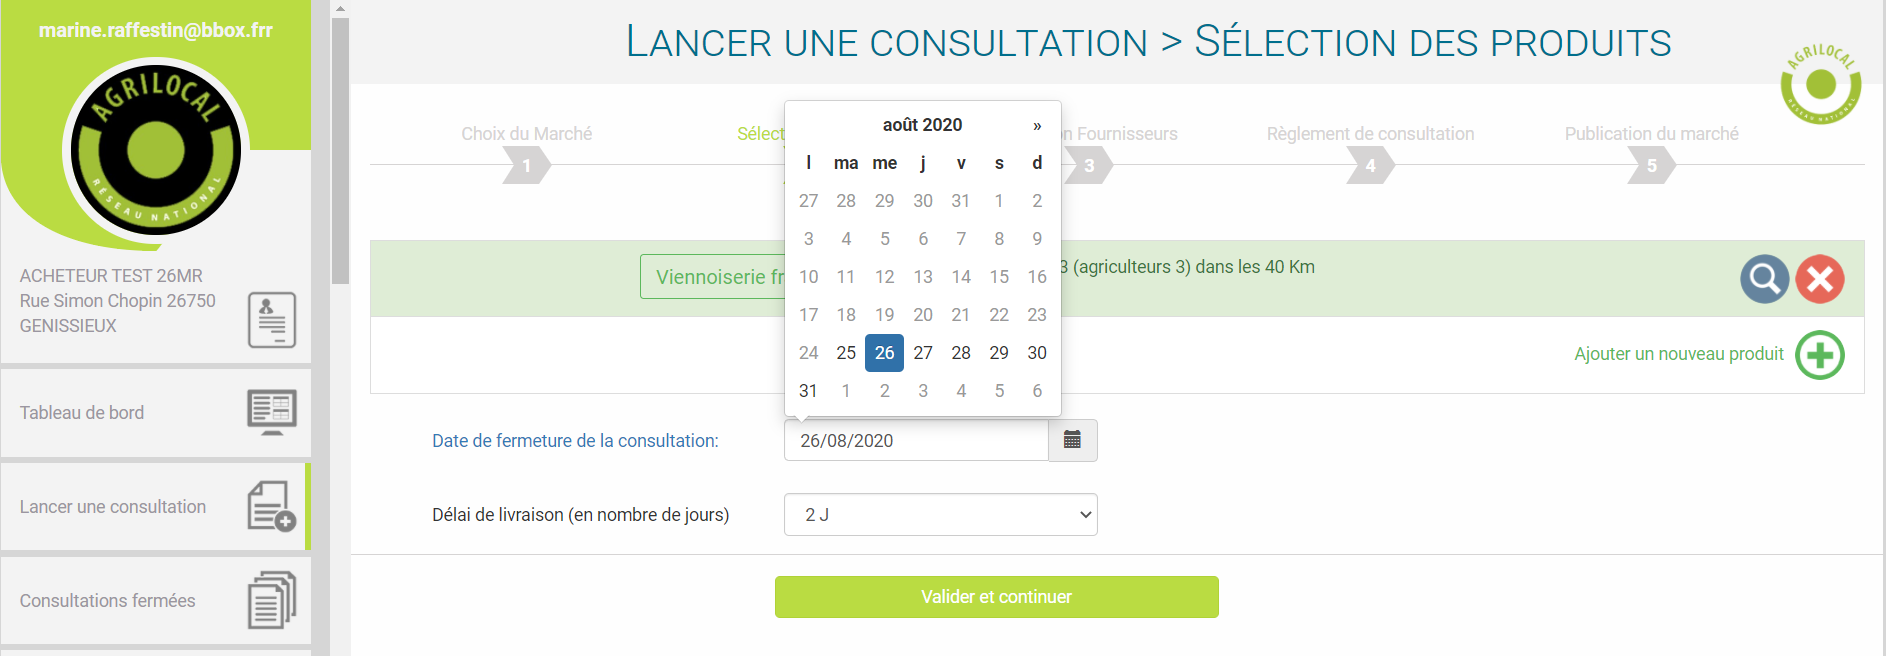 marine.raffestin@bbox.frr
AGRILOCAL
RÉSEAU NATIONAL
ACHETEUR TEST 26MR
Rue Simon Chopin 26750
GENISSIEUX
Tableau de bord
Lancer une consultation
Consultations fermées
LANCER UNE CONSULTATION > SÉLECTION DES PRODUITS
AGRILOCAL
RÉSEAU NATIONAL
Choix du Marché
Sélect
n Fournisseurs
Règlement de consultation
Publication du marché
1
3
4
5
août 2020 »
l ma me j v s d
27 28 29 30 31 1 2
3 4 5 6 7 8 9
10 11 12 13 14 15 16
17 18 19 20 21 22 23
24 25 26 27 28 29 30
31 1 2 3 4 5 6
Viennoiserie fr
3 (agriculteurs 3) dans les 40 Km
Ajouter un nouveau produit
Date de fermeture de la consultation:
26/08/2020
Délai de livraison (en nombre de jours)
2 J
Valider et continuer